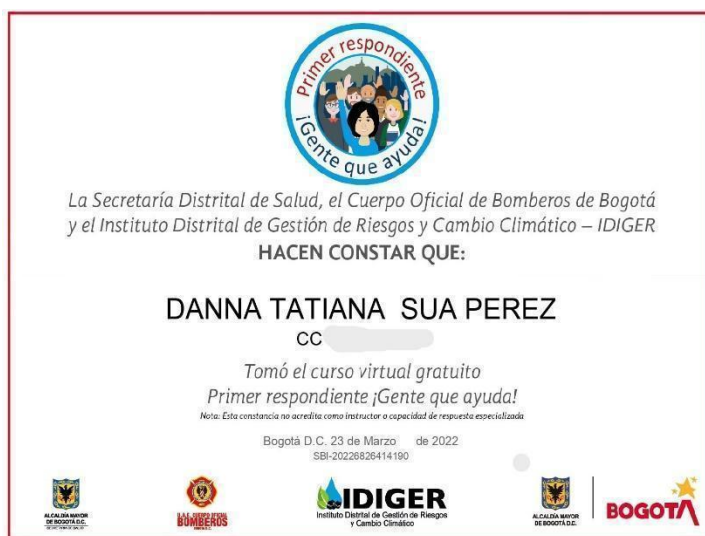 Primer respondiente
¡Gente que ayuda!
La Secretaría Distrital de Salud, el Cuerpo Oficial de Bomberos de Bogotá
y el Instituto Distrital de Gestión de Riesgos y Cambio Climático – IDIGER
HACEN CONSTAR QUE:
DANNA TATIANA SUA PEREZ
CC
Tomó el curso virtual gratuito
Primer respondiente ¡Gente que ayuda!
Nota: Esta constancia no acredita como instructor o capacidad de respuesta especializada
Bogotá D.C. 23 de Marzo de 2022
SBI-20226826414190
ALCALDÍA MAYOR
DE BOGOTÁ D.C.
U.A.E. CUERPO OFICIAL
BOMBEROS
IDIGER
Instituto Distrital de Gestión de Riesgos
y Cambio Climático
ALCALDÍA MAYOR
DE BOGOTÁ D.C.
BOGOTÁ